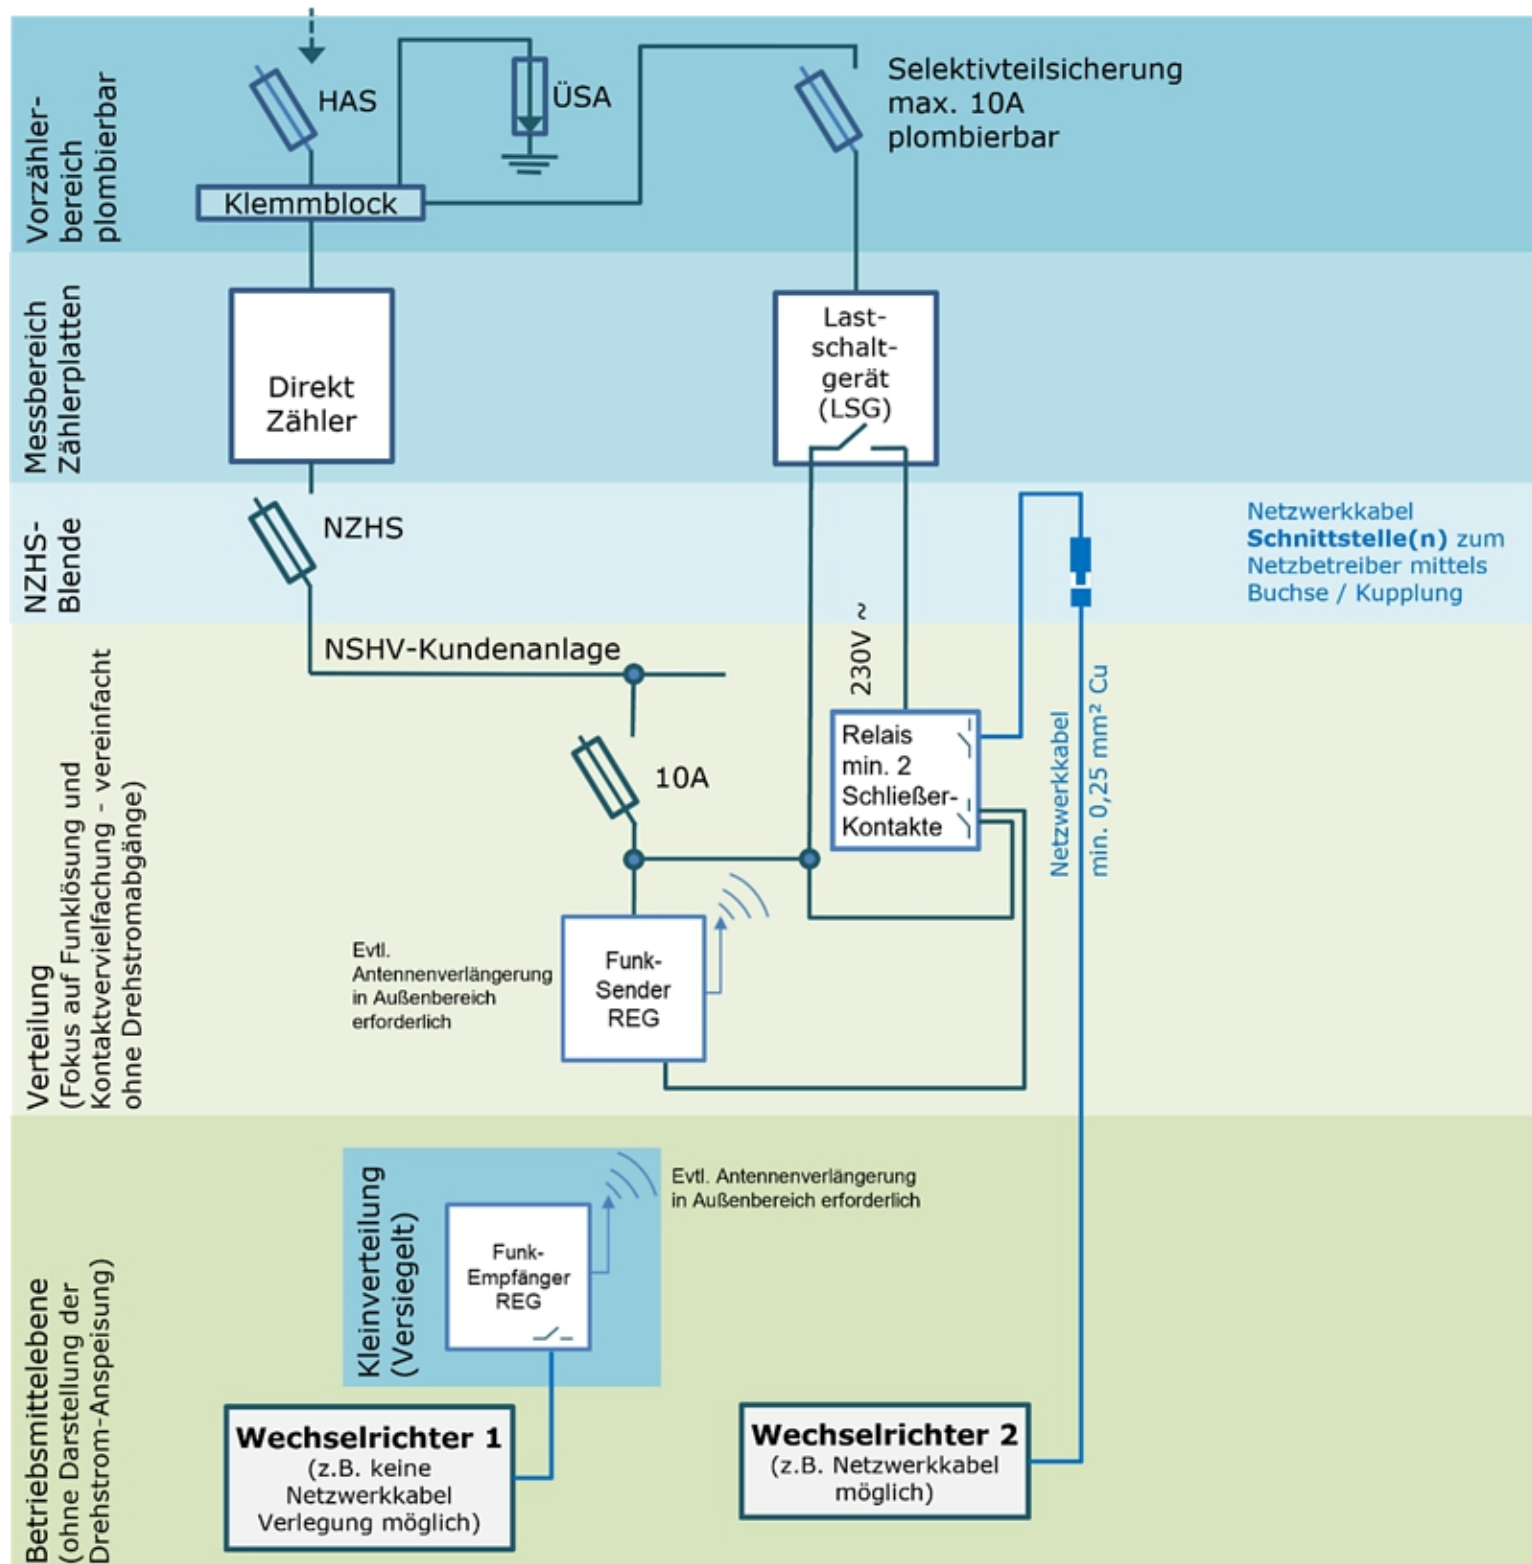 Vorzähler-
bereich
plombierbar
HAS
ÜSA
Selektivteilsicherung
max. 10A
plombierbar
Klemmblock
Messbereich
Zählerplatten
Direkt
Zähler
Last-
schalt-
gerät
(LSG)
NZHS-
Blende
NZHS
Netzwerkkabel
Schnittstelle(n) zum
Netzbetreiber mittels
Buchse / Kupplung
Verteilung
(Fokus auf Funklösung und
Kontaktvervielfachung - vereinfacht
ohne Drehstromabgänge)
NSHV-Kundenanlage
230V ~
10A
Relais
min. 2
Schließer-
Kontakte
Netzwerkkabel
min. 0,25 mm² Cu
Evtl.
Antennenverlängerung
in Außenbereich
erforderlich
Funk-
Sender
REG
Betriebsmittelebene
(ohne Darstellung der
Drehstrom-Anspeisung)
Kleinverteilung
(Versiegelt)
Funk-
Empfänger
REG
Evtl. Antennenverlängerung
in Außenbereich erforderlich
Wechselrichter 1
(z.B. keine
Netzwerkkabel
Verlegung möglich)
Wechselrichter 2
(z.B. Netzwerkkabel
möglich)